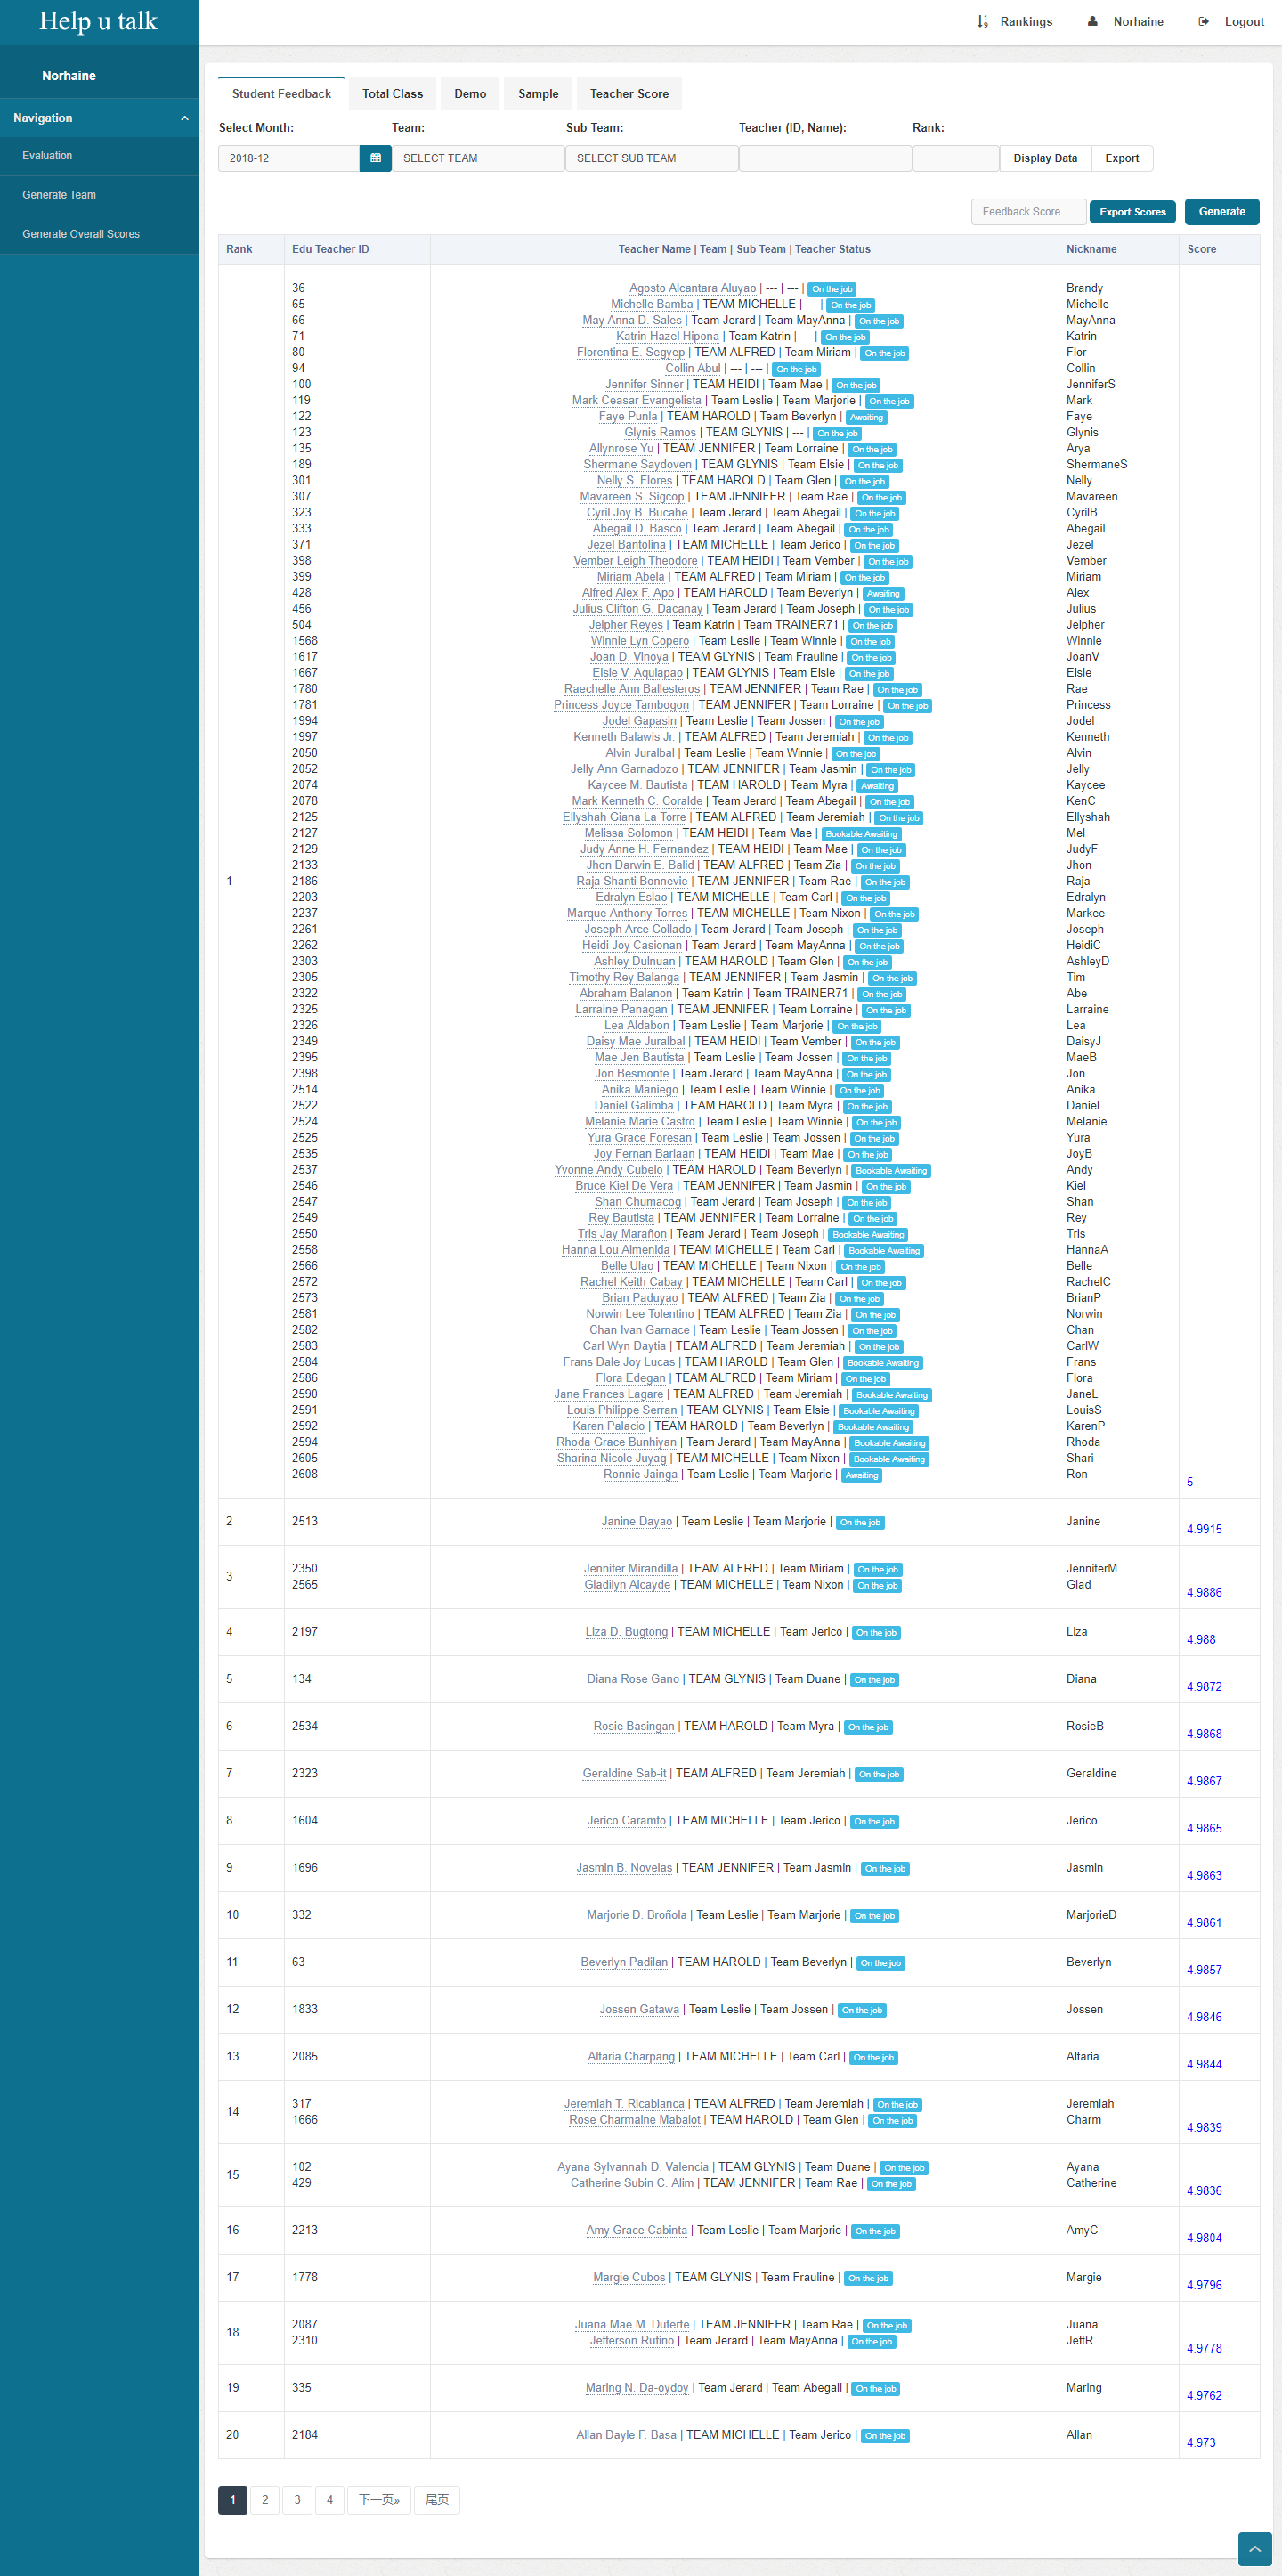 Help u talk
Rankings Norhaine Logout
Norhaine
Navigation
Evaluation
Generate Team
Generate Overall Scores
Student Feedback Total Class Demo Sample Teacher Score
Select Month: Team: Sub Team: Teacher (ID, Name): Rank:
2018-12 SELECT TEAM SELECT SUB TEAM Display Data Export
Feedback Score Export Scores Generate
Rank Edu Teacher ID Teacher Name | Team | Sub Team | Teacher Status Nickname Score
36 Agosto Alcantara Aluyao | --- | --- | On the job Brandy
65 Michelle Bamba | TEAM MICHELLE | --- | On the job Michelle
66 May Anna D. Sales | Team Jerard | Team MayAnna | On the job MayAnna
71 Katrin Hazel Hipona | Team Katrin | --- | On the job Katrin
80 Florentina E. Segyep | TEAM ALFRED | Team Miriam | On the job Flor
94 Collin Abul | --- | --- | On the job Collin
100 Jennifer Sinner | TEAM HEIDI | Team Mae | On the job JenniferS
119 Mark Ceasar Evangelista | Team Leslie | Team Marjorie | On the job Mark
122 Faye Punla | TEAM HAROLD | Team Beverlyn | Awaiting Faye
123 Glynis Ramos | TEAM GLYNIS | --- | On the job Glynis
135 Allynrose Yu | TEAM JENNIFER | Team Lorraine | On the job Arya
189 Shermane Saydoven | TEAM GLYNIS | Team Elsie | On the job ShermaneS
301 Nelly S. Flores | TEAM HAROLD | Team Glen | On the job Nelly
307 Mavareen S. Sigcop | TEAM JENNIFER | Team Rae | On the job Mavareen
323 Cyril Joy B. Bucahe | Team Jerard | Team Abegail | On the job CyrilB
333 Abegail D. Basco | Team Jerard | Team Abegail | On the job Abegail
371 Jezel Bantolina | TEAM MICHELLE | Team Jerico | On the job Jezel
398 Vember Leigh Theodore | TEAM HEIDI | Team Vember | On the job Vember
399 Miriam Abela | TEAM ALFRED | Team Miriam | On the job Miriam
428 Alfred Alex F. Apo | TEAM HAROLD | Team Beverlyn | Awaiting Alex
456 Julius Clifton G. Dacanay | Team Jerard | Team Joseph | On the job Julius
504 Jelpher Reyes | Team Katrin | Team TRAINER71 | On the job Jelpher
1568 Winnie Lyn Copero | Team Leslie | Team Winnie | On the job Winnie
1617 Joan D. Vinoya | TEAM GLYNIS | Team Frauline | On the job JoanV
1667 Elsie V. Aquiapao | TEAM GLYNIS | Team Elsie | On the job Elsie
1780 Raechelle Ann Ballesteros | TEAM JENNIFER | Team Rae | On the job Rae
1781 Princess Joyce Tambogon | TEAM JENNIFER | Team Lorraine | On the job Princess
1994 Jodel Gapasin | Team Leslie | Team Jossen | On the job Jodel
1997 Kenneth Balawis Jr. | TEAM ALFRED | Team Jeremiah | On the job Kenneth
2050 Alvin Juralbal | Team Leslie | Team Winnie | On the job Alvin
2052 Jelly Ann Garnadozo | TEAM JENNIFER | Team Jasmin | On the job Jelly
2074 Kaycee M. Bautista | TEAM HAROLD | Team Myra | Awaiting Kaycee
2078 Mark Kenneth C. Coralde | Team Jerard | Team Abegail | On the job KenC
2125 Ellyshah Giana La Torre | TEAM ALFRED | Team Jeremiah | On the job Ellyshah
2127 Melissa Solomon | TEAM HEIDI | Team Mae | Bookable Awaiting Mel
2129 Judy Anne H. Fernandez | TEAM HEIDI | Team Mae | On the job JudyF
2133 Jhon Darwin E. Balid | TEAM ALFRED | Team Zia | On the job Jhon
1 2186 Raja Shanti Bonnevie | TEAM JENNIFER | Team Rae | On the job Raja
2203 Edralyn Eslao | TEAM MICHELLE | Team Carl | On the job Edralyn
2237 Marque Anthony Torres | TEAM MICHELLE | Team Nixon | On the job Markee
2261 Joseph Arce Collado | Team Jerard | Team Joseph | On the job Joseph
2262 Heidi Joy Casionan | Team Jerard | Team MayAnna | On the job HeidiC
2303 Ashley Dulnuan | TEAM HAROLD | Team Glen | On the job AshleyD
2305 Timothy Rey Balanga | TEAM JENNIFER | Team Jasmin | On the job Tim
2322 Abraham Balanon | Team Katrin | Team TRAINER71 | On the job Abe
2325 Larraine Panagan | TEAM JENNIFER | Team Lorraine | On the job Larraine
2326 Lea Aldabon | Team Leslie | Team Marjorie | On the job Lea
2349 Daisy Mae Juralbal | TEAM HEIDI | Team Vember | On the job DaisyJ
2395 Mae Jen Bautista | Team Leslie | Team Jossen | On the job MaeB
2398 Jon Besmonte | Team Jerard | Team MayAnna | On the job Jon
2514 Anika Maniego | Team Leslie | Team Winnie | On the job Anika
2522 Daniel Galimba | TEAM HAROLD | Team Myra | On the job Daniel
2524 Melanie Marie Castro | Team Leslie | Team Winnie | On the job Melanie
2525 Yura Grace Foresan | Team Leslie | Team Jossen | On the job Yura
2535 Joy Fernan Barlaan | TEAM HEIDI | Team Mae | On the job JoyB
2537 Yvonne Andy Cubelo | TEAM HAROLD | Team Beverlyn | Bookable Awaiting Andy
2546 Bruce Kiel De Vera | TEAM JENNIFER | Team Jasmin | On the job Kiel
2547 Shan Chumacog | Team Jerard | Team Joseph | On the job Shan
2549 Rey Bautista | TEAM JENNIFER | Team Lorraine | On the job Rey
2550 Tris Jay Marañon | Team Jerard | Team Joseph | Bookable Awaiting Tris
2558 Hanna Lou Almenida | TEAM MICHELLE | Team Carl | Bookable Awaiting HannaA
2566 Belle Ulao | TEAM MICHELLE | Team Nixon | On the job Belle
2572 Rachel Keith Cabay | TEAM MICHELLE | Team Carl | On the job RachelC
2573 Brian Paduyao | TEAM ALFRED | Team Zia | On the job BrianP
2581 Norwin Lee Tolentino | TEAM ALFRED | Team Zia | On the job Norwin
2582 Chan Ivan Garnace | Team Leslie | Team Jossen | On the job Chan
2583 Carl Wyn Daytia | TEAM ALFRED | Team Jeremiah | On the job CarlW
2584 Frans Dale Joy Lucas | TEAM HAROLD | Team Glen | Bookable Awaiting Frans
2586 Flora Edegan | TEAM ALFRED | Team Miriam | On the job Flora
2590 Jane Frances Lagare | TEAM ALFRED | Team Jeremiah | Bookable Awaiting JaneL
2591 Louis Philippe Serran | TEAM GLYNIS | Team Elsie | Bookable Awaiting LouisS
2592 Karen Palacio | TEAM HAROLD | Team Beverlyn | Bookable Awaiting KarenP
2594 Rhoda Grace Bunhiyan | Team Jerard | Team MayAnna | Bookable Awaiting Rhoda
2605 Sharina Nicole Juyag | TEAM MICHELLE | Team Nixon | Bookable Awaiting Shari
2608 Ronnie Jainga | Team Leslie | Team Marjorie | Awaiting Ron
5
2 2513 Janine Dayao | Team Leslie | Team Marjorie | On the job Janine
4.9915
2350 Jennifer Mirandilla | TEAM ALFRED | Team Miriam | On the job JenniferM
3
2565 Gladilyn Alcayde | TEAM MICHELLE | Team Nixon | On the job Glad
4.9886
4 2197 Liza D. Bugtong | TEAM MICHELLE | Team Jerico | On the job Liza
4.988
5 134 Diana Rose Gano | TEAM GLYNIS | Team Duane | On the job Diana
4.9872
6 2534 Rosie Basingan | TEAM HAROLD | Team Myra | On the job RosieB
4.9868
7 2323 Geraldine Sab-it | TEAM ALFRED | Team Jeremiah | On the job Geraldine
4.9867
8 1604 Jerico Caramto | TEAM MICHELLE | Team Jerico | On the job Jerico
4.9865
9 1696 Jasmin B. Novelas | TEAM JENNIFER | Team Jasmin | On the job Jasmin
4.9863
10 332 Marjorie D. Broñola | Team Leslie | Team Marjorie | On the job MarjorieD
4.9861
11 63 Beverlyn Padilan | TEAM HAROLD | Team Beverlyn | On the job Beverlyn
4.9857
12 1833 Jossen Gatawa | Team Leslie | Team Jossen | On the job Jossen
4.9846
13 2085 Alfaria Charpang | TEAM MICHELLE | Team Carl | On the job Alfaria
4.9844
317 Jeremiah T. Ricablanca | TEAM ALFRED | Team Jeremiah | On the job Jeremiah
14
1666 Rose Charmaine Mabalot | TEAM HAROLD | Team Glen | On the job Charm
4.9839
102 Ayana Sylvannah D. Valencia | TEAM GLYNIS | Team Duane | On the job Ayana
15
429 Catherine Subin C. Alim | TEAM JENNIFER | Team Rae | On the job Catherine
4.9836
16 2213 Amy Grace Cabinta | Team Leslie | Team Marjorie | On the job AmyC
4.9804
17 1778 Margie Cubos | TEAM GLYNIS | Team Frauline | On the job Margie
4.9796
2087 Juana Mae M. Duterte | TEAM JENNIFER | Team Rae | On the job Juana
18
2310 Jefferson Rufino | Team Jerard | Team MayAnna | On the job JeffR
4.9778
19 335 Maring N. Da-oydoy | Team Jerard | Team Abegail | On the job Maring
4.9762
20 2184 Allan Dayle F. Basa | TEAM MICHELLE | Team Jerico | On the job Allan
4.973
1 2 3 4 下一页» 尾页